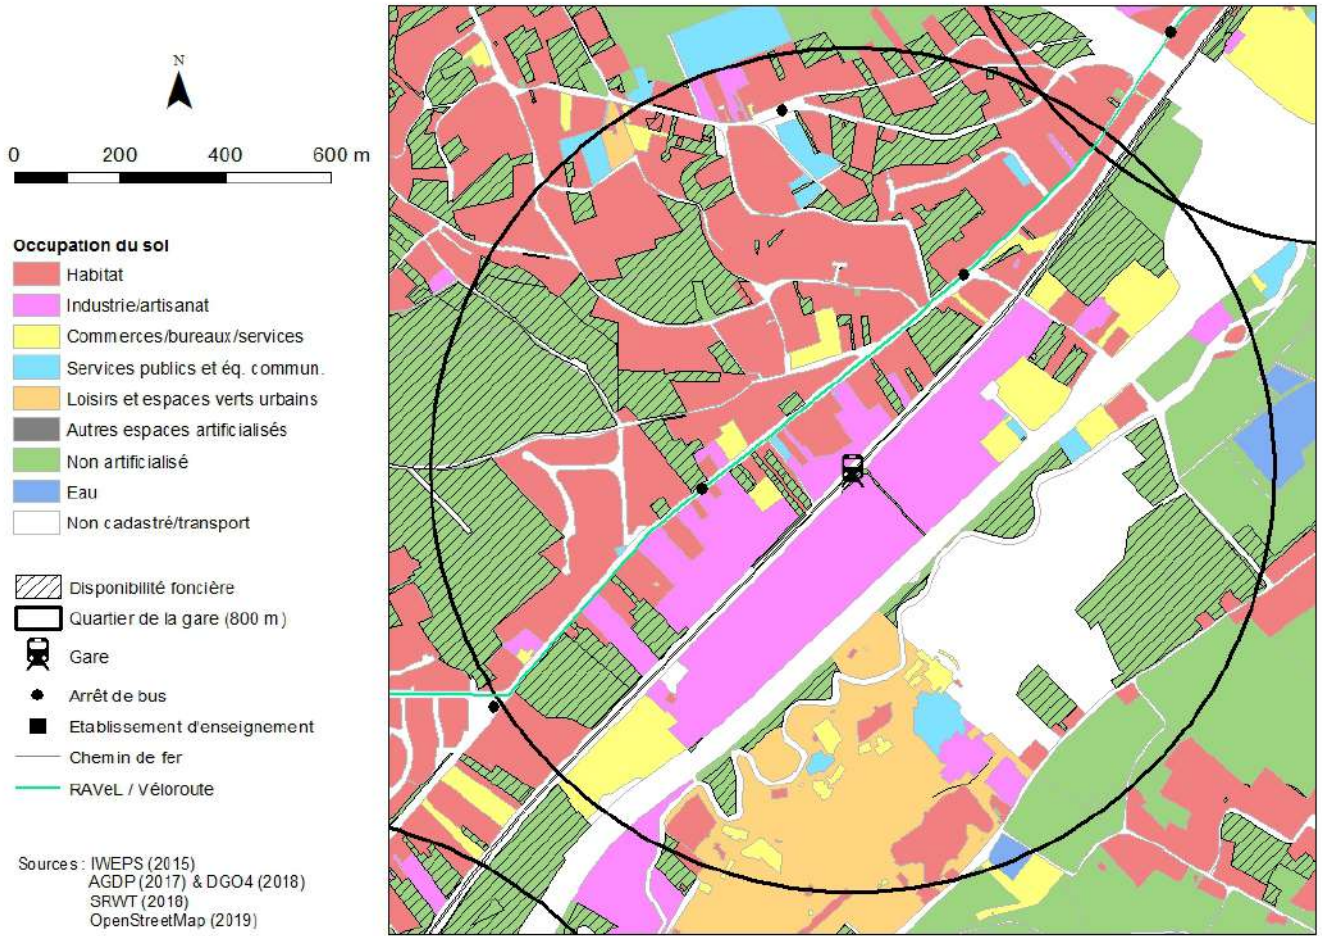 N
0 200 400 600 m
Occupation du sol
Habitat
Industrie/artisanat
Commerces/bureaux/services
Services publics et éq. commun.
Loisirs et espaces verts urbains
Autres espaces artificialisés
Non artificialisé
Eau
Non cadastré/transport
Disponibilité foncière
Quartier de la gare (800 m)
Gare
Arrêt de bus
Etablissement d'enseignement
Chemin de fer
RAVeL / Véloroute
Sources : IWEPS (2015)
AGDP (2017) & DGO4 (2018)
SRWT (2018)
OpenStreetMap (2019)